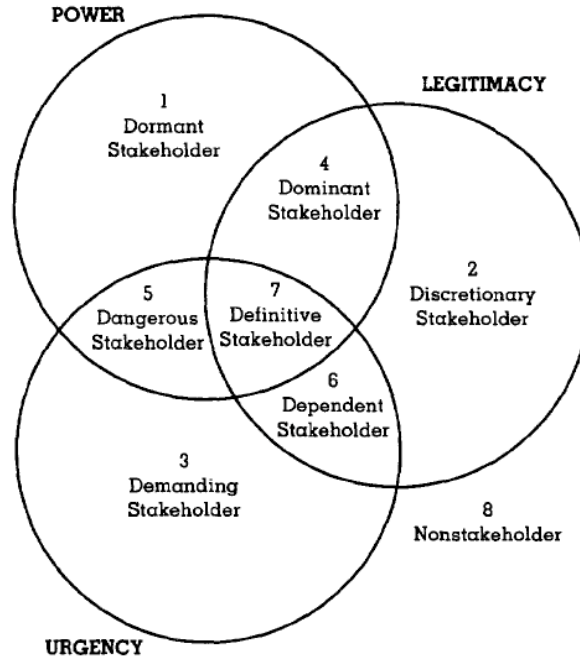 POWER
LEGITIMACY
1
Dormant
Stakeholder
4
Dominant
Stakeholder
2
Discretionary
Stakeholder
5
Dangerous
Stakeholder
7
Definitive
Stakeholder
6
Dependent
Stakeholder
3
Demanding
Stakeholder
8
Nonstakeholder
URGENCY